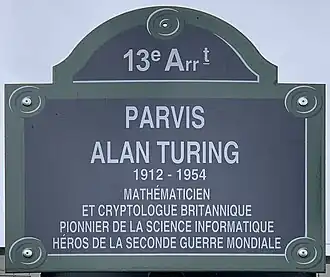 13e Arrt
PARVIS
ALAN TURING
1912 - 1954
MATHÉMATICIEN
ET CRYPTOLOGUE BRITANNIQUE
PIONNIER DE LA SCIENCE INFORMATIQUE
HÉROS DE LA SECONDE GUERRE MONDIALE